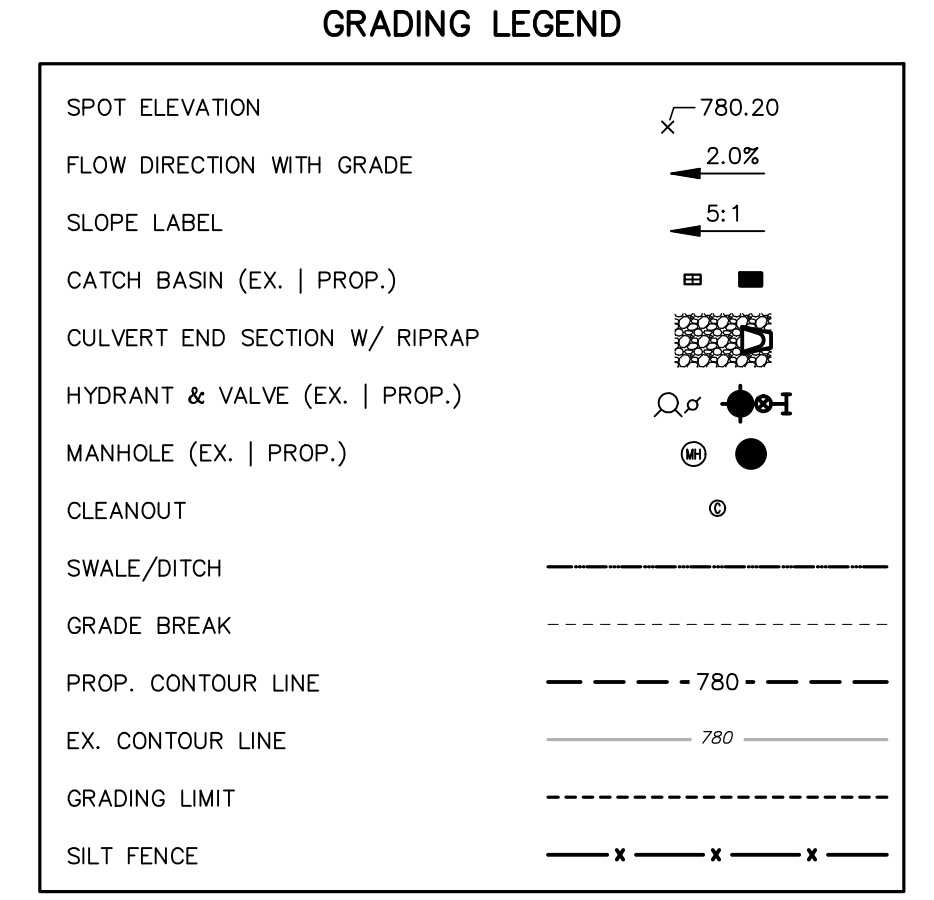 GRADING LEGEND
SPOT ELEVATION 780.20
FLOW DIRECTION WITH GRADE 2.0%
SLOPE LABEL 5:1
CATCH BASIN (EX. | PROP.)
CULVERT END SECTION W/ RIPRAP
HYDRANT & VALVE (EX. | PROP.)
MANHOLE (EX. | PROP.) MH
CLEANOUT C
SWALE/DITCH
GRADE BREAK
PROP. CONTOUR LINE 780
EX. CONTOUR LINE 780
GRADING LIMIT
SILT FENCE